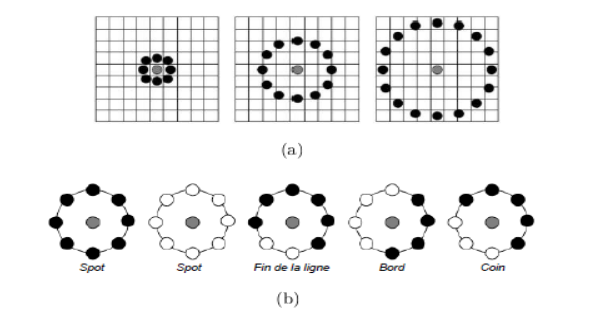 (a)
Spot Spot Fin de la ligne Bord Coin
(b)